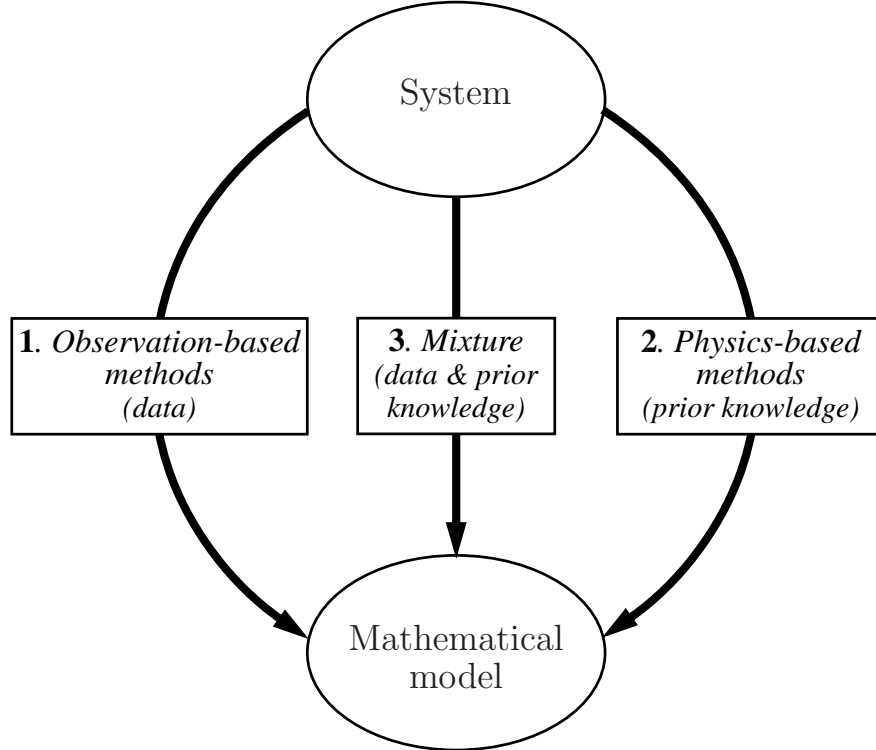 System
1. Observation-based
methods
(data)
3. Mixture
(data & prior
knowledge)
2. Physics-based
methods
(prior knowledge)
Mathematical
model